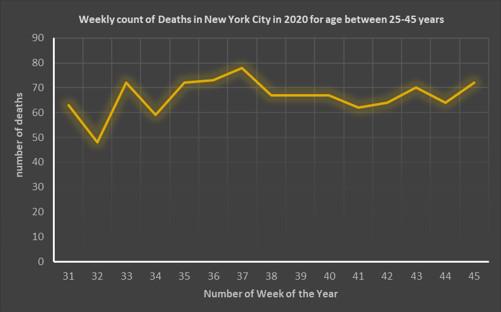 Weekly count of Deaths in New York City in 2020 for age between 25-45 years
90
80
70
60
50
40
30
20
10
0
number of deaths
31 32 33 34 35 36 37 38 39 40 41 42 43 44 45
Number of Week of the Year